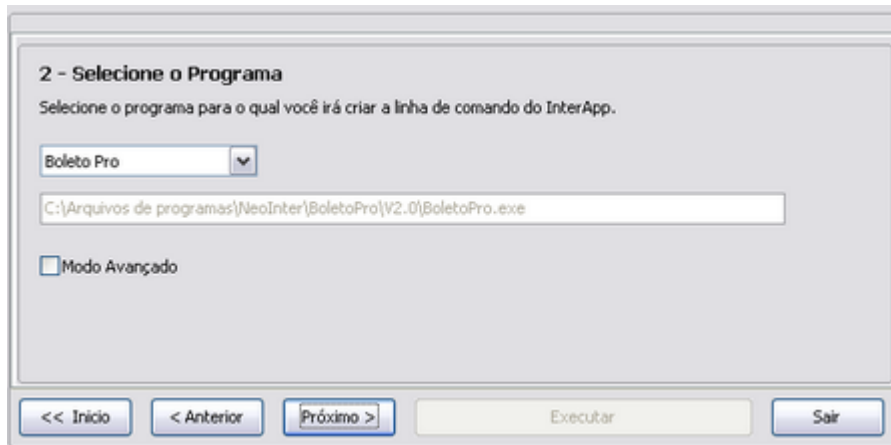 2 - Selecione o Programa
Selecione o programa para o qual você irá criar a linha de comando do InterApp.
Boleto Pro
C:\Arquivos de programas\NeoInter\BoletoPro\V2.0\BoletoPro.exe
Modo Avançado
<< Inicio
< Anterior
Próximo >
Executar
Sair